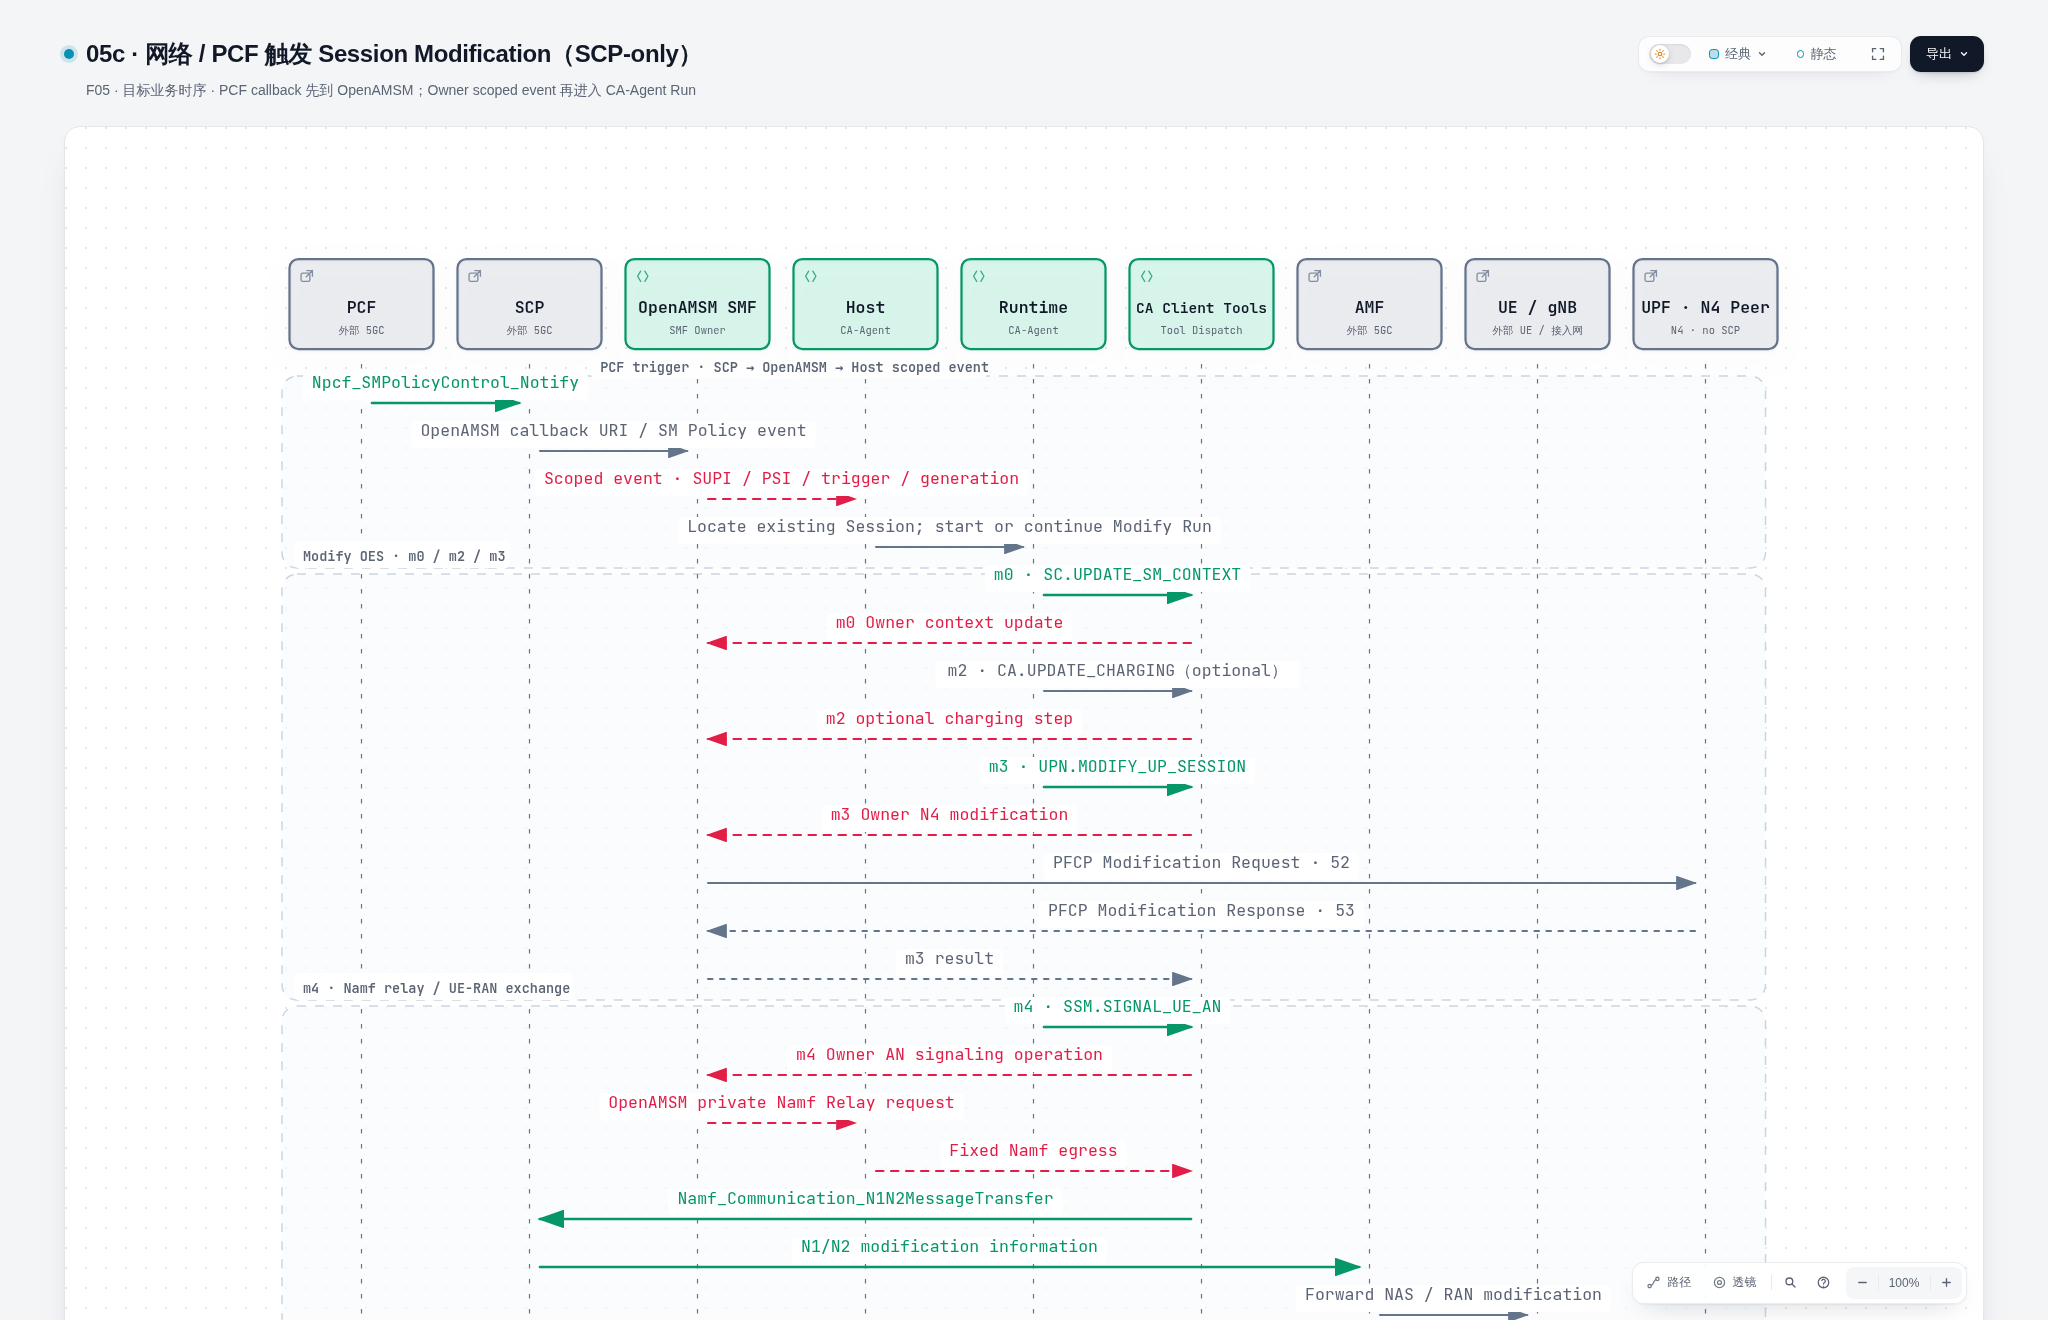 05c · 网络 / PCF 触发 Session Modification（SCP-only）
F05 · 目标业务时序 · PCF callback 先到 OpenAMSM；Owner scoped event 再进入 CA-Agent Run
经典
静态
导出
PCF
外部 5GC
SCP
外部 5GC
OpenAMSM SMF
SMF Owner
Host
CA-Agent
Runtime
CA-Agent
CA Client Tools
Tool Dispatch
AMF
外部 5GC
UE / gNB
外部 UE / 接入网
UPF · N4 Peer
N4 · no SCP
PCF trigger · SCP → OpenAMSM → Host scoped event
Npcf_SMPolicyControl_Notify
OpenAMSM callback URI / SM Policy event
Scoped event · SUPI / PSI / trigger / generation
Locate existing Session; start or continue Modify Run
Modify OES · m0 / m2 / m3
m0 · SC.UPDATE_SM_CONTEXT
m0 Owner context update
m2 · CA.UPDATE_CHARGING（optional）
m2 optional charging step
m3 · UPN.MODIFY_UP_SESSION
m3 Owner N4 modification
PFCP Modification Request · 52
PFCP Modification Response · 53
m3 result
m4 · Namf relay / UE-RAN exchange
m4 · SSM.SIGNAL_UE_AN
m4 Owner AN signaling operation
OpenAMSM private Namf Relay request
Fixed Namf egress
Namf_Communication_N1N2MessageTransfer
N1/N2 modification information
Forward NAS / RAN modification
路径
透镜
100%